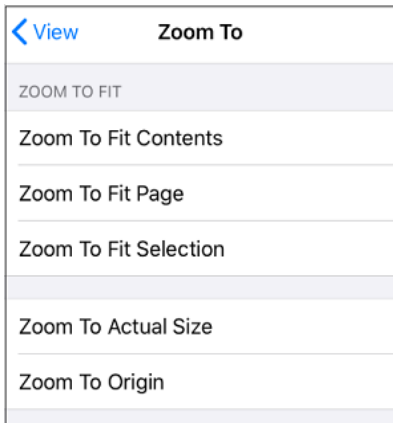 View Zoom To
ZOOM TO FIT
Zoom To Fit Contents
Zoom To Fit Page
Zoom To Fit Selection
Zoom To Actual Size
Zoom To Origin